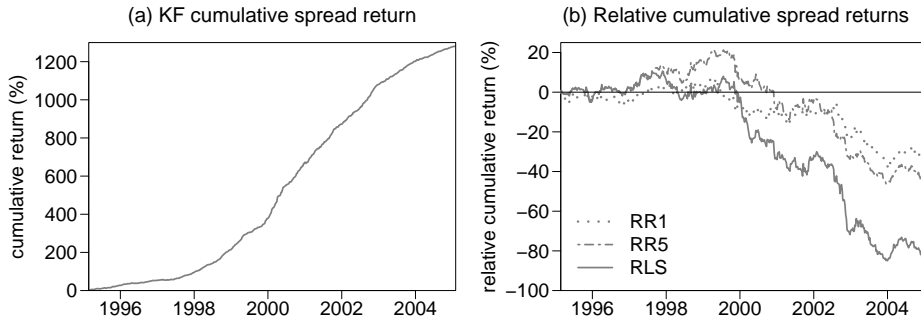 (a) KF cumulative spread return
cumulative return (%)
1200
1000
800
600
400
200
0
1996 1998 2000 2002 2004
(b) Relative cumulative spread returns
relative cumulative return (%)
20
0
−20
−40
−60
−80
−100
RR1
RR5
RLS
1996 1998 2000 2002 2004